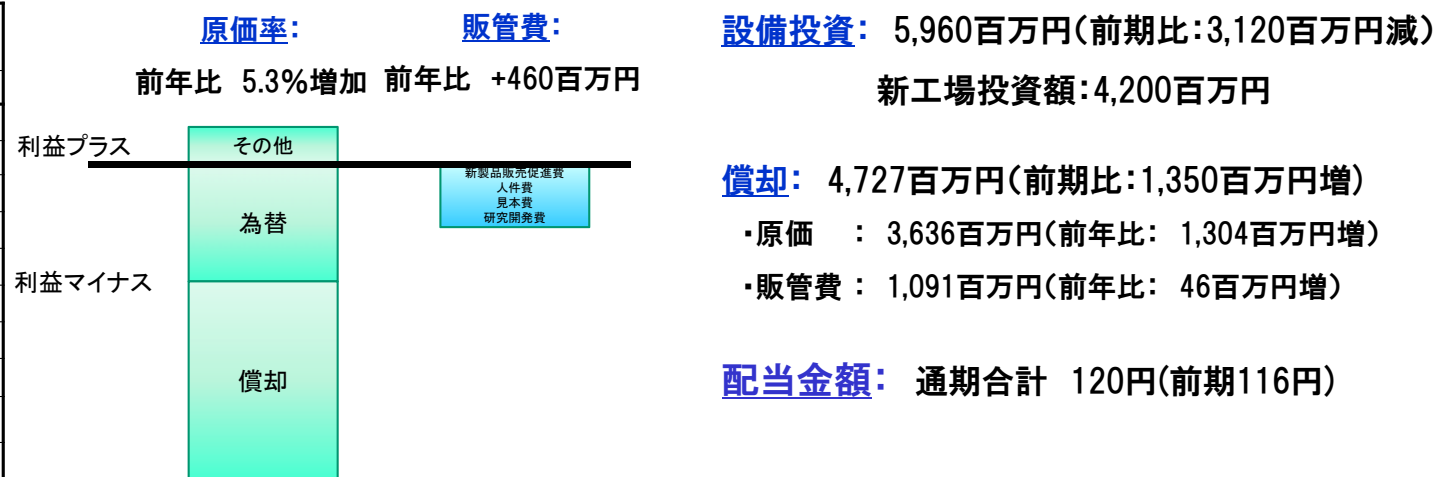 原価率:
販管費:
前年比 5.3%増加
前年比 +460百万円
利益プラス
利益マイナス
その他
為替
償却
新製品販売促進費
人件費
見本費
研究開発費
設備投資: 5,960百万円(前期比:3,120百万円減)
新工場投資額:4,200百万円
償却: 4,727百万円(前期比:1,350百万円増)
・原価 : 3,636百万円(前年比: 1,304百万円増)
・販管費 : 1,091百万円(前年比: 46百万円増)
配当金額: 通期合計 120円(前期116円)